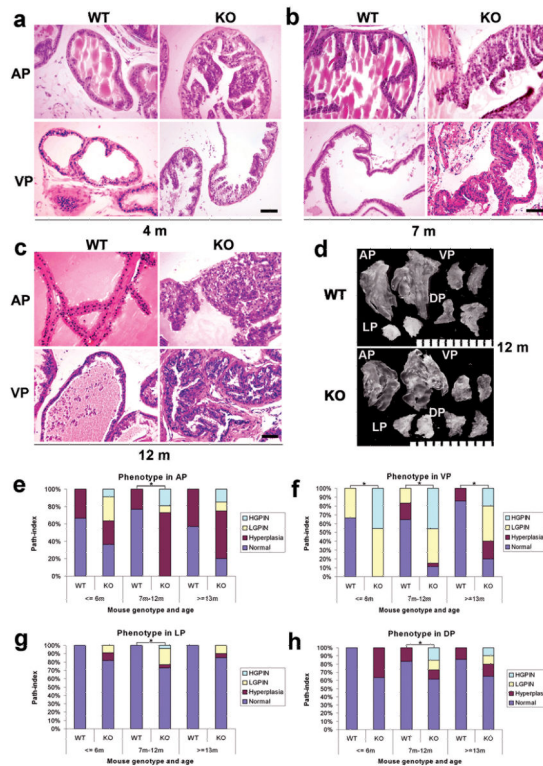 a WT KO b WT KO
AP
VP
4 m 7 m
c WT KO d
AP VP
WT DP
AP LP
12 m
AP VP
VP KO
LP DP
12 m
e Phenotype in AP
*
100%
80%
60%
40%
20%
0%
Path-index
WT KO WT KO WT KO
<= 6m 7m-12m >=13m
Mouse genotype and age
HGPIN
LGPIN
Hyperplasia
Normal
f Phenotype in VP
* * *
100%
90%
80%
70%
60%
50%
40%
30%
20%
10%
0%
Path-index
WT KO WT KO WT KO
<= 6m 7m-12m >=13m
Mouse genotype and age
HGPIN
LGPIN
Hyperplasia
Normal
g Phenotype in LP
*
100%
90%
80%
70%
60%
50%
40%
30%
20%
10%
0%
Path-index
WT KO WT KO WT KO
<= 6m 7m-12m >=13m
Mouse genotype and age
HGPIN
LGPIN
Hyperplasia
Normal
h Phenotype in DP
*
100%
90%
80%
70%
60%
50%
40%
30%
20%
10%
0%
Path-index
WT KO WT KO WT KO
<= 6m 7m-12m >=13m
Mouse genotype and age
HGPIN
LGPIN
Hyperplasia
Normal